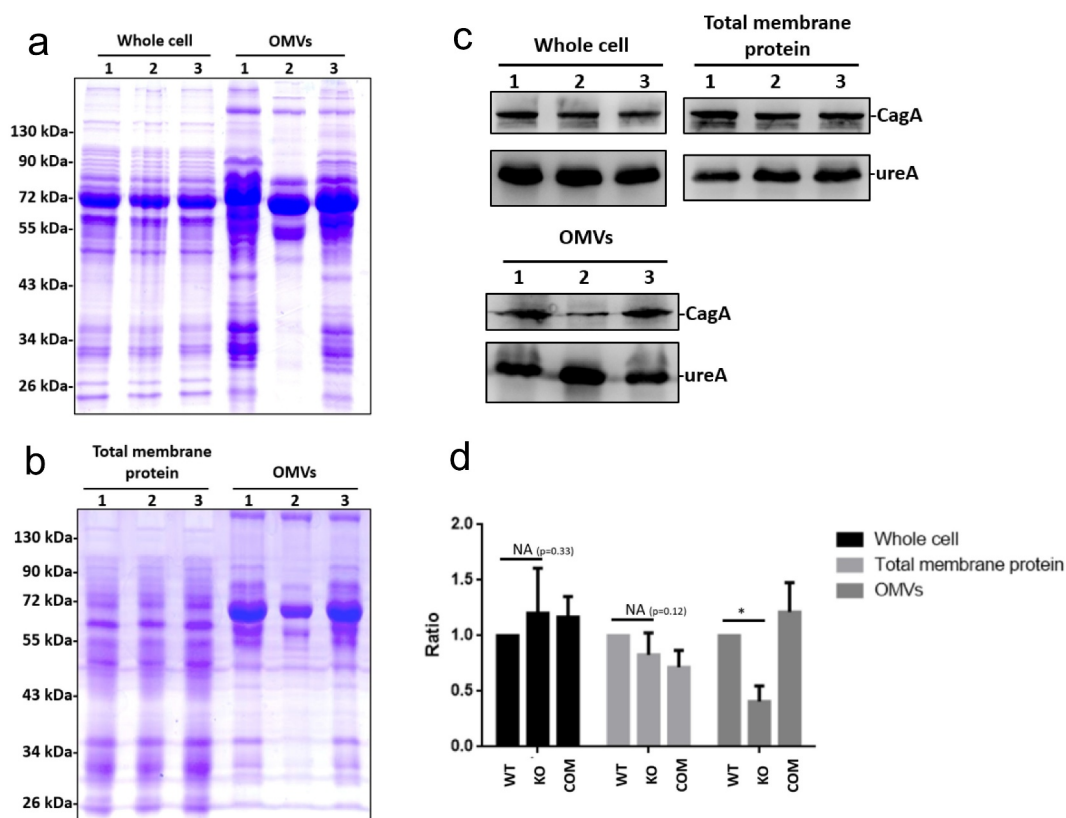 a
Whole cell OMVs
1 2 3 1 2 3
130 kDa-
90 kDa-
72 kDa-
55 kDa-
43 kDa-
34 kDa-
26 kDa-
b
Total membrane
protein
OMVs
1 2 3 1 2 3
130 kDa-
90 kDa-
72 kDa-
55 kDa-
43 kDa-
34 kDa-
26 kDa-
c
Whole cell
Total membrane
protein
1 2 3 1 2 3
-CagA
-ureA
OMVs
1 2 3
-CagA
-ureA
d
Ratio
2.0
1.5
1.0
0.5
0.0
NA (p=0.33)
NA (p=0.12)
*
WT KO COM WT KO COM WT KO COM
Whole cell
Total membrane protein
OMVs